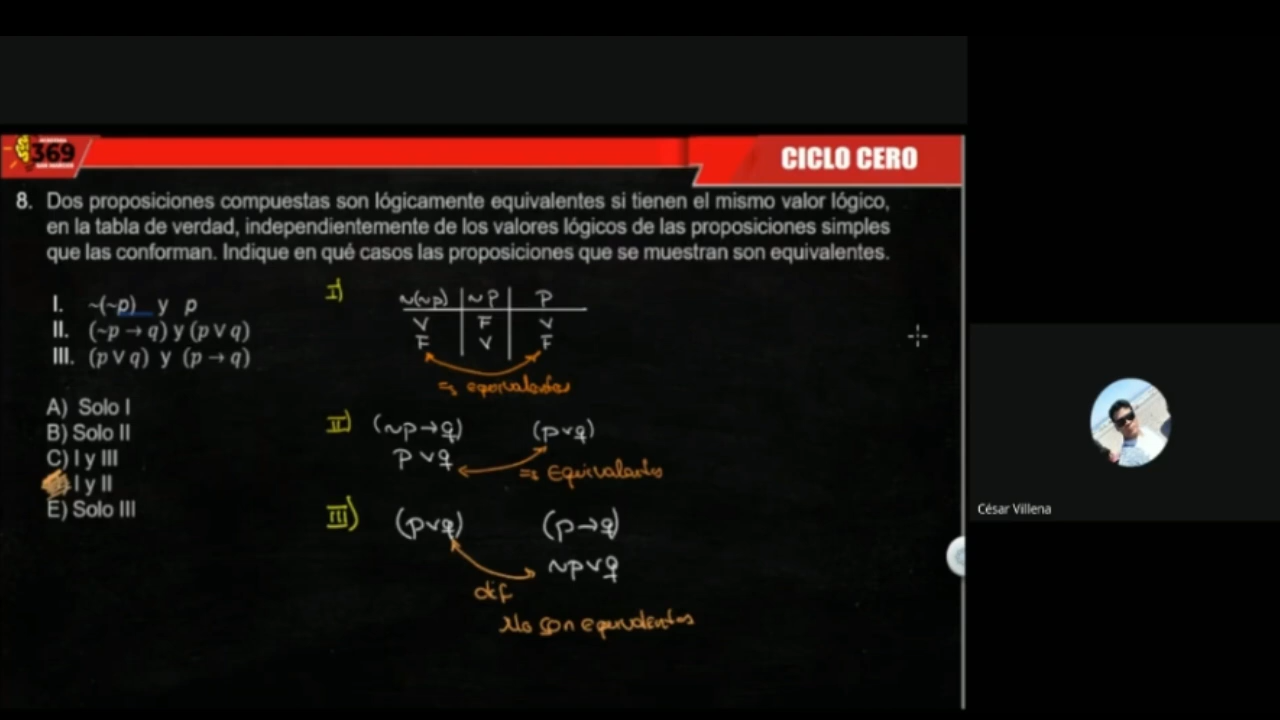 369
CICLO CERO
8. Dos proposiciones compuestas son lógicamente equivalentes si tienen el mismo valor lógico,
en la tabla de verdad, independientemente de los valores lógicos de las proposiciones simples
que las conforman. Indique en qué casos las proposiciones que se muestran son equivalentes.
I. ~(~p) y p
II. (~p → q) y (p ∨ q)
III. (p ∨ q) y (p → q)
A) Solo I
B) Solo II
C) I y III
I y II
E) Solo III
I)
~(~p) | ~p | p
V F V
F V F
=> equivalentes
II) (~p→q) (p∨q)
p∨q
=> Equivalentes
III) (p∨q) (p→q)
~p∨q
dif
No son equivalentes
César Villena